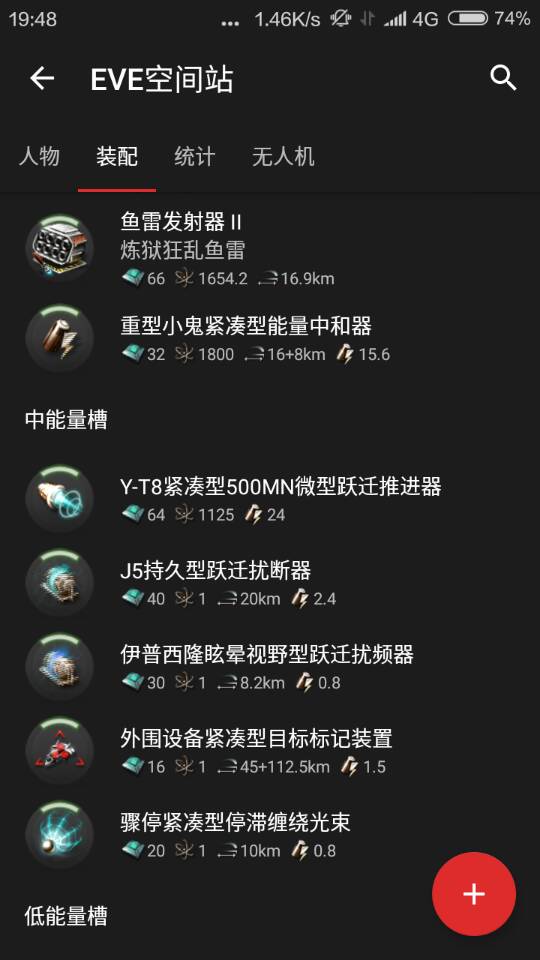 19:48 ... 1.46K/s 4G 74%
EVE空间站
人物 装配 统计 无人机
鱼雷发射器 II
炼狱狂乱鱼雷
66 1654.2 16.9km
重型小鬼紧凑型能量中和器
32 1800 16+8km 15.6
中能量槽
Y-T8紧凑型500MN微型跃迁推进器
64 1125 24
J5持久型跃迁扰断器
40 1 20km 2.4
伊普西隆眩晕视野型跃迁扰频器
30 1 8.2km 0.8
外围设备紧凑型目标标记装置
16 1 45+112.5km 1.5
骤停紧凑型停滞缠绕光束
20 1 10km 0.8
低能量槽